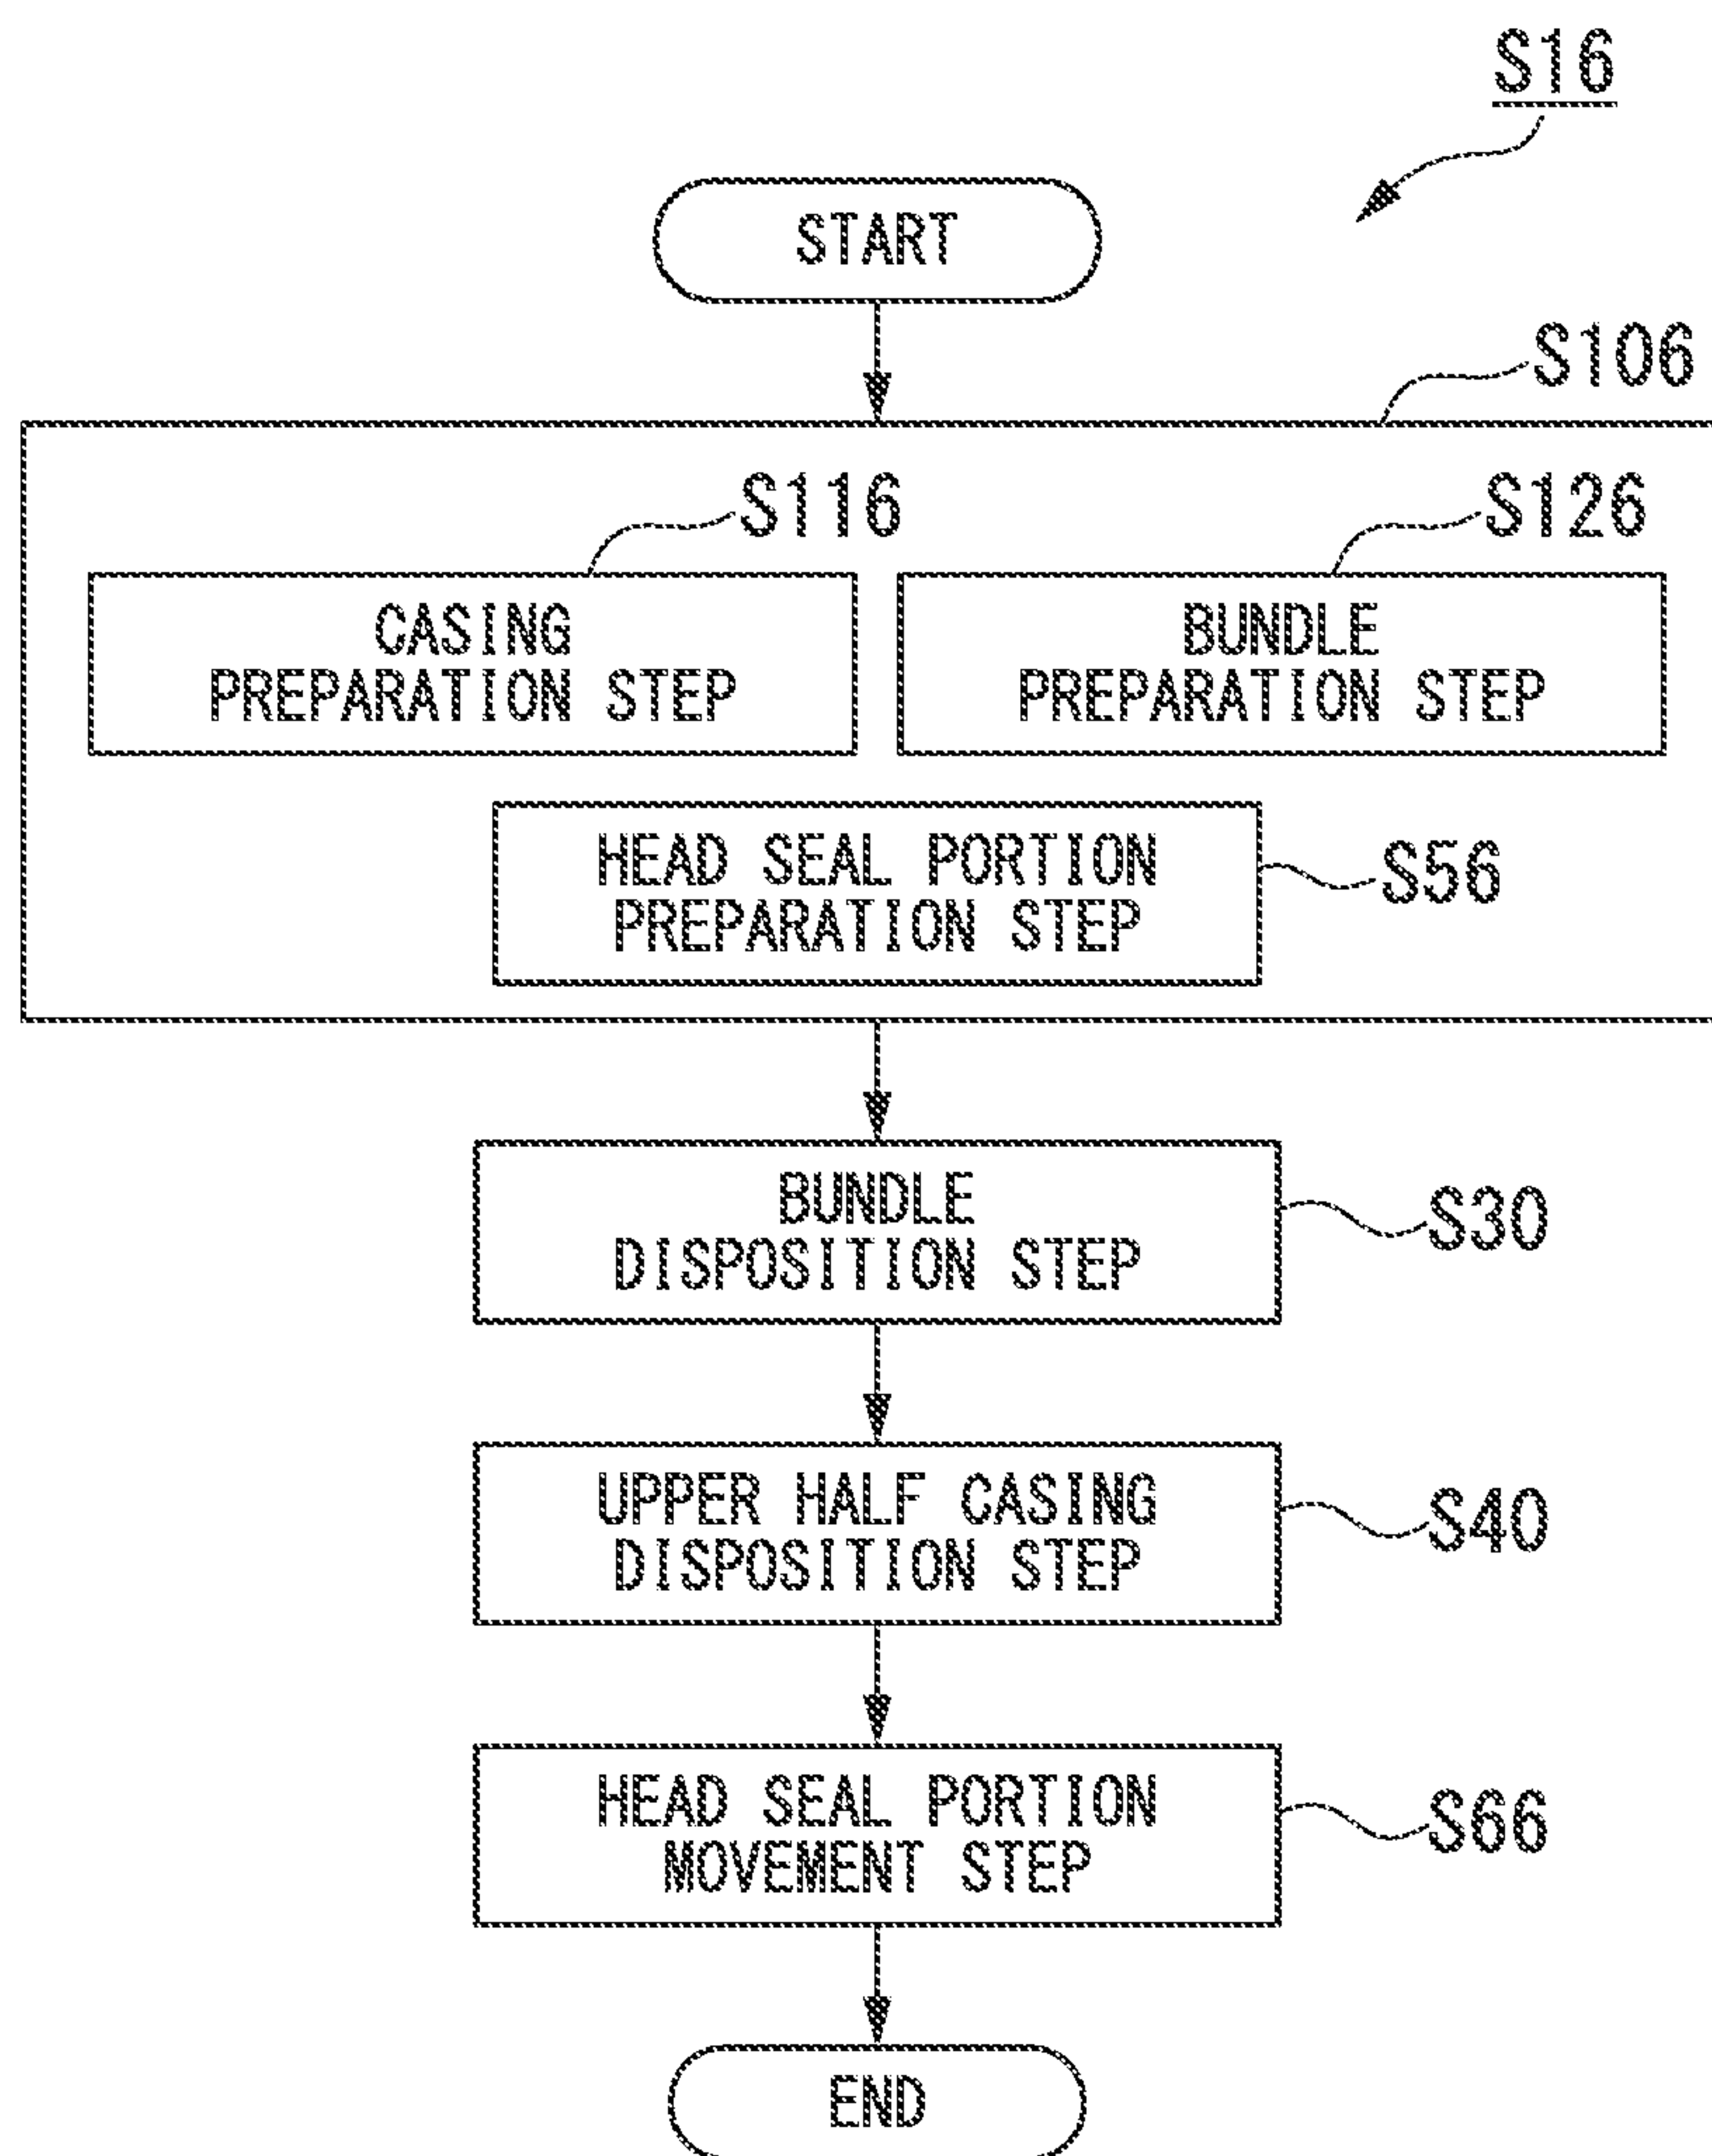 S16
START
S106
S116
S126
CASING
PREPARATION STEP
BUNDLE
PREPARATION STEP
HEAD SEAL PORTION
PREPARATION STEP
S56
BUNDLE
DISPOSITION STEP
S30
UPPER HALF CASING
DISPOSITION STEP
S40
HEAD SEAL PORTION
MOVEMENT STEP
S66
END